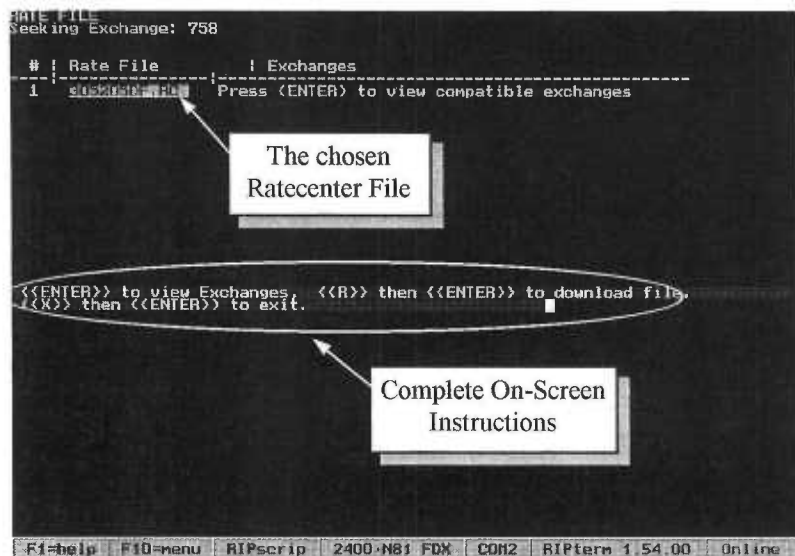 RATE FILE
Seeking Exchange: 758
# | Rate File | Exchanges
1 Press <ENTER> to view compatible exchanges
The chosen
Ratecenter File
<<ENTER>> to view Exchanges, <<R>> then <<ENTER>> to download file,
<<X>> then <<ENTER>> to exit.
Complete On-Screen
Instructions
F1=help F10=menu RIPscrip 2400·N81 FDX COM2 RIPterm 1.54.00 Online